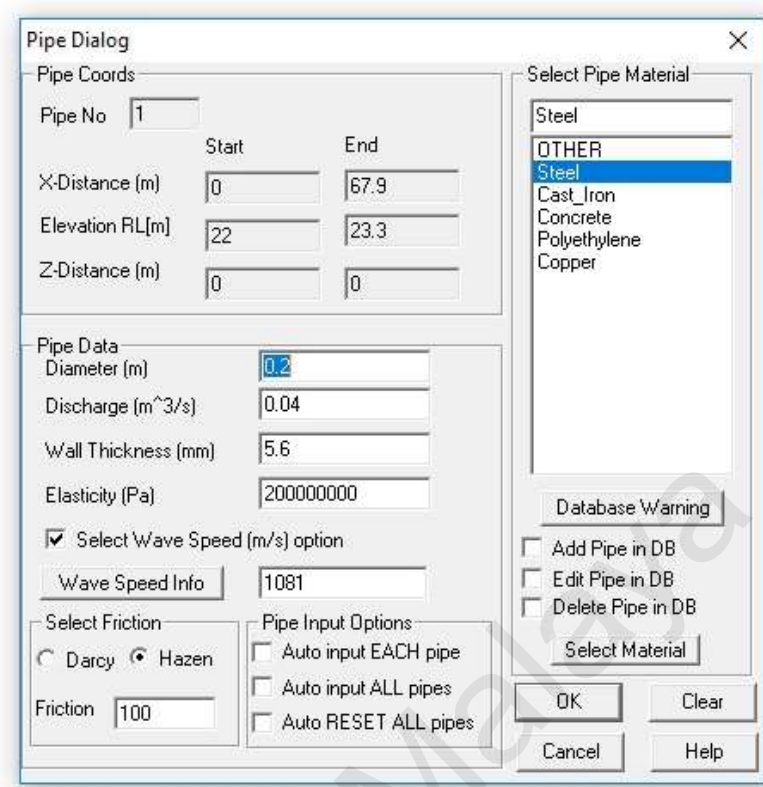 Pipe Dialog
Pipe Coords
Pipe No 1
Start End
X-Distance (m) 0 67.9
Elevation RL[m] 22 23.3
Z-Distance (m) 0 0
Pipe Data
Diameter (m) 0.2
Discharge (m^3/s) 0.04
Wall Thickness (mm) 5.6
Elasticity (Pa) 200000000
Select Wave Speed (m/s) option
Wave Speed Info 1081
Select Friction
Darcy Hazen
Friction 100
Pipe Input Options
Auto input EACH pipe
Auto input ALL pipes
Auto RESET ALL pipes
Select Pipe Material
Steel
OTHER
Steel
Cast_Iron
Concrete
Polyethylene
Copper
Database Warning
Add Pipe in DB
Edit Pipe in DB
Delete Pipe in DB
Select Material
OK Clear
Cancel Help
Malaya